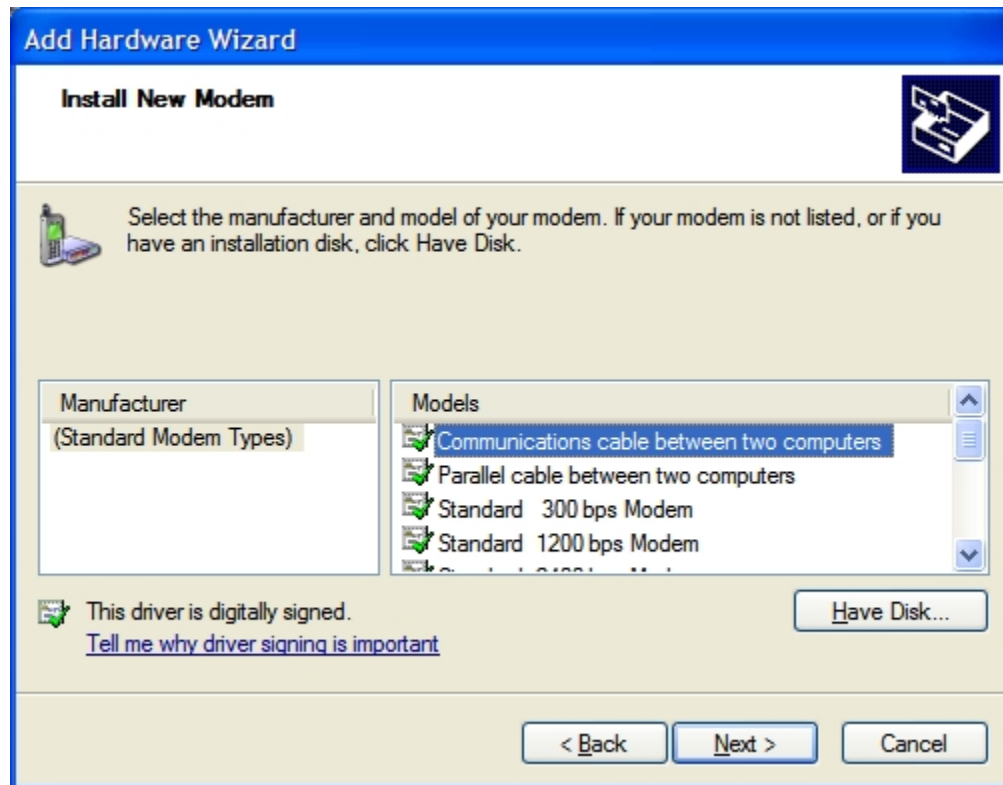 Add Hardware Wizard
Install New Modem
Select the manufacturer and model of your modem. If your modem is not listed, or if you
have an installation disk, click Have Disk.
Manufacturer
(Standard Modem Types)
Models
Communications cable between two computers
Parallel cable between two computers
Standard 300 bps Modem
Standard 1200 bps Modem
This driver is digitally signed.
Tell me why driver signing is important
Have Disk...
< Back
Next >
Cancel